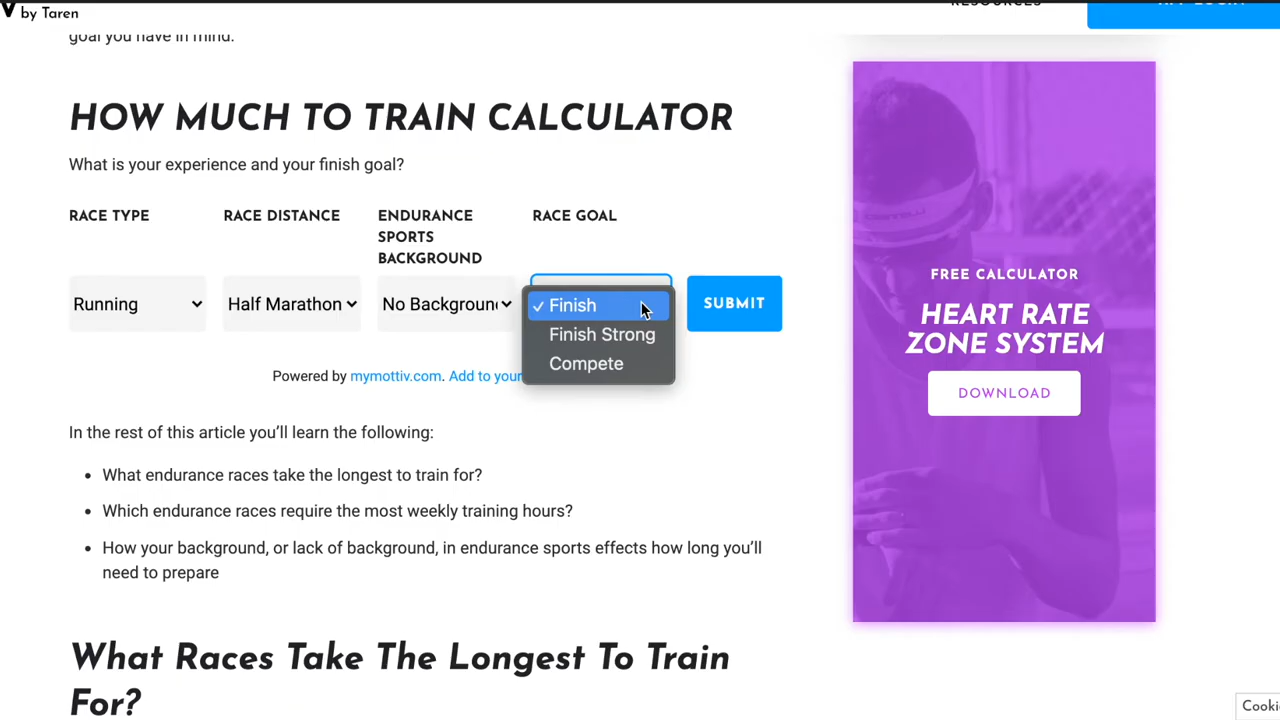 by Taren
RESOURCES
goal you have in mind.
HOW MUCH TO TRAIN CALCULATOR
What is your experience and your finish goal?
RACE TYPE
RACE DISTANCE
ENDURANCE
SPORTS
BACKGROUND
RACE GOAL
Running
Half Marathon
No Background
✓ Finish
Finish Strong
Compete
SUBMIT
Powered by mymottiv.com. Add to your
In the rest of this article you’ll learn the following:
• What endurance races take the longest to train for?
• Which endurance races require the most weekly training hours?
• How your background, or lack of background, in endurance sports effects how long you’ll
need to prepare
What Races Take The Longest To Train
For?
FREE CALCULATOR
HEART RATE
ZONE SYSTEM
DOWNLOAD